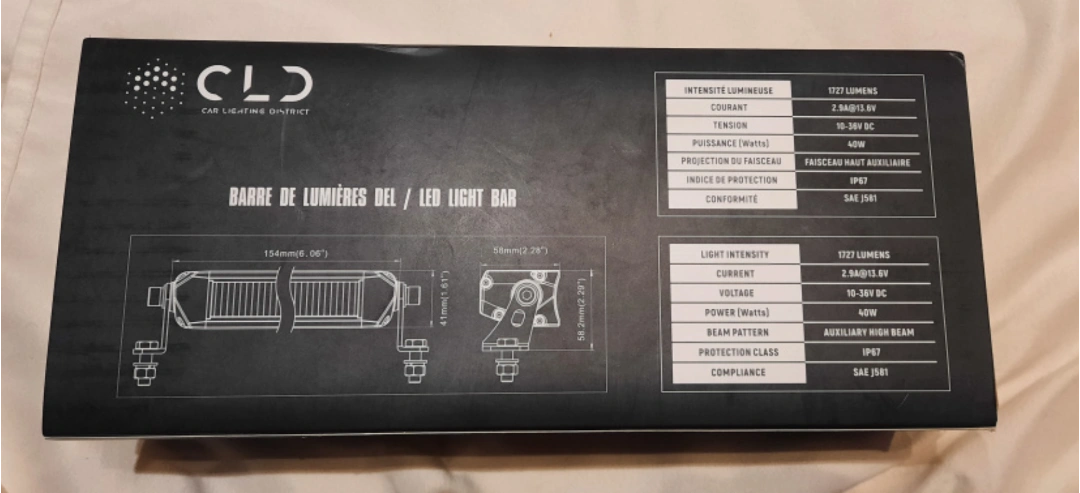 CLD
CAR LIGHTING DISTRICT
BARRE DE LUMIÈRES DEL / LED LIGHT BAR
154mm(6.06")
41mm(1.61")
58mm(2.28")
58.2mm(2.29")
INTENSITÉ LUMINEUSE 1727 LUMENS
COURANT 2.9A@13.6V
TENSION 10-36V DC
PUISSANCE (Watts) 40W
PROJECTION DU FAISCEAU FAISCEAU HAUT AUXILIAIRE
INDICE DE PROTECTION IP67
CONFORMITÉ SAE J581
LIGHT INTENSITY 1727 LUMENS
CURRENT 2.9A@13.6V
VOLTAGE 10-36V DC
POWER (Watts) 40W
BEAM PATTERN AUXILIARY HIGH BEAM
PROTECTION CLASS IP67
COMPLIANCE SAE J581